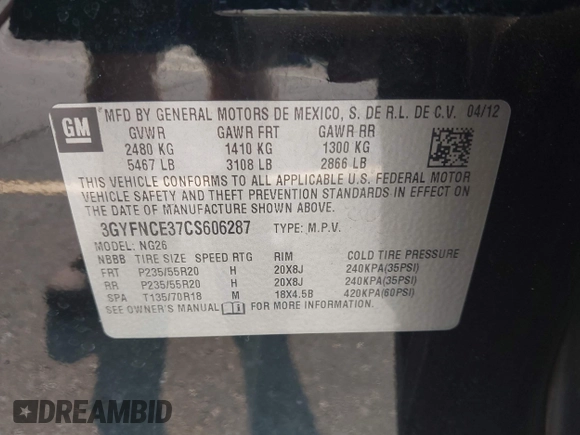 GM
MFD BY GENERAL MOTORS DE MEXICO, S. DE R.L. DE C.V. 04/12
GVWR GAWR FRT GAWR RR
2480 KG 1410 KG 1300 KG
5467 LB 3108 LB 2866 LB
THIS VEHICLE CONFORMS TO ALL APPLICABLE U.S. FEDERAL MOTOR
VEHICLE SAFETY AND THEFT PREVENTION STANDARDS IN EFFECT ON
THE DATE OF MANUFACTURE SHOWN ABOVE.
3GYFNCE37CS606287 TYPE: M.P.V.
MODEL: NG26
NBBB TIRE SIZE SPEED RTG RIM COLD TIRE PRESSURE
FRT P235/55R20 H 20X8J 240KPA(35PSI)
RR P235/55R20 H 20X8J 240KPA(35PSI)
SPA T135/70R18 M 18X4.5B 420KPA(60PSI)
SEE OWNER'S MANUAL FOR MORE INFORMATION.
DREAMBID